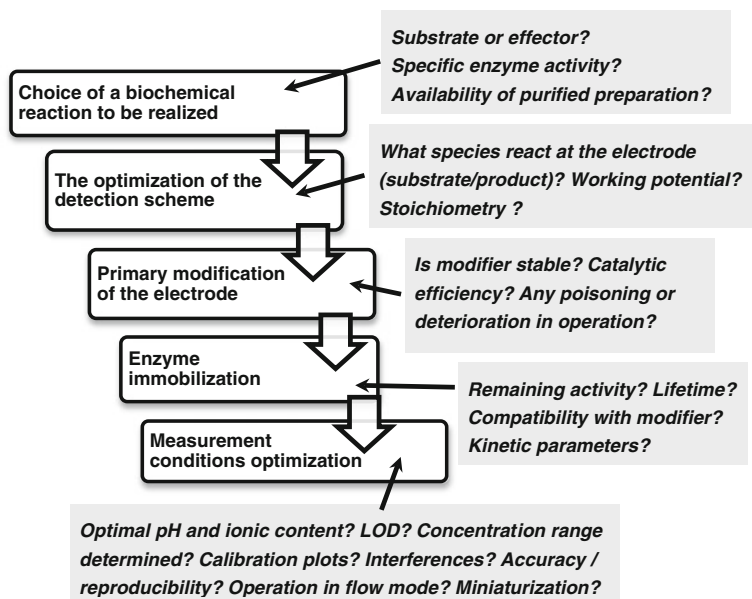 Substrate or effector?
Specific enzyme activity?
Availability of purified preparation?
Choice of a biochemical
reaction to be realized
What species react at the electrode
(substrate/product)? Working potential?
Stoichiometry ?
The optimization of the
detection scheme
Primary modification
of the electrode
Is modifier stable? Catalytic
efficiency? Any poisoning or
deterioration in operation?
Enzyme
immobilization
Remaining activity? Lifetime?
Compatibility with modifier?
Kinetic parameters?
Measurement
conditions optimization
Optimal pH and ionic content? LOD? Concentration range
determined? Calibration plots? Interferences? Accuracy /
reproducibility? Operation in flow mode? Miniaturization?